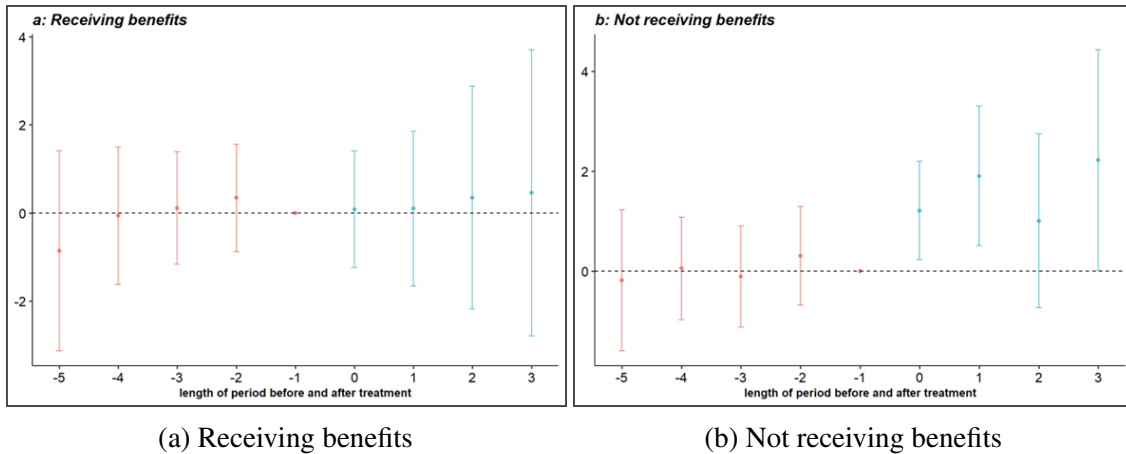 a: Receiving benefits
4
2
0
-2
-5 -4 -3 -2 -1 0 1 2 3
length of period before and after treatment
b: Not receiving benefits
4
2
0
-5 -4 -3 -2 -1 0 1 2 3
length of period before and after treatment
(a) Receiving benefits
(b) Not receiving benefits